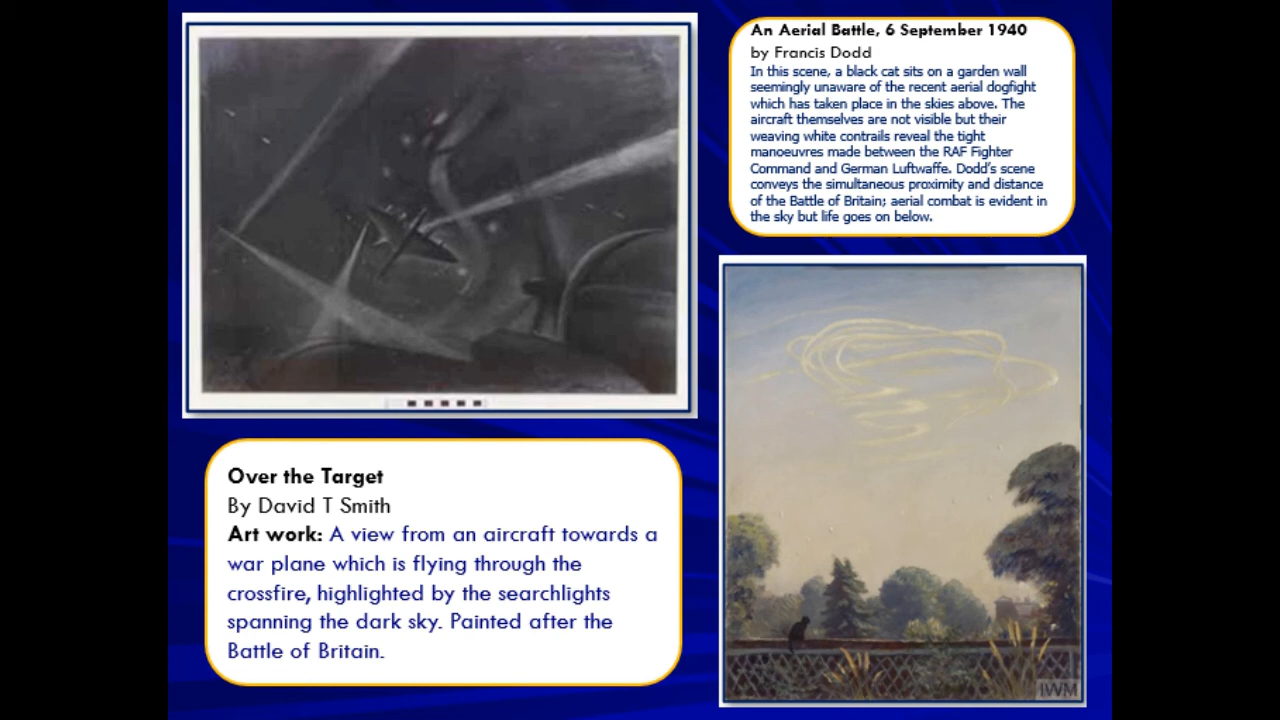 An Aerial Battle, 6 September 1940
by Francis Dodd
In this scene, a black cat sits on a garden wall
seemingly unaware of the recent aerial dogfight
which has taken place in the skies above. The
aircraft themselves are not visible but their
weaving white contrails reveal the tight
manoeuvres made between the RAF Fighter
Command and German Luftwaffe. Dodd's scene
conveys the simultaneous proximity and distance
of the Battle of Britain; aerial combat is evident in
the sky but life goes on below.
Over the Target
By David T Smith
Art work: A view from an aircraft towards a
war plane which is flying through the
crossfire, highlighted by the searchlights
spanning the dark sky. Painted after the
Battle of Britain.
IWM